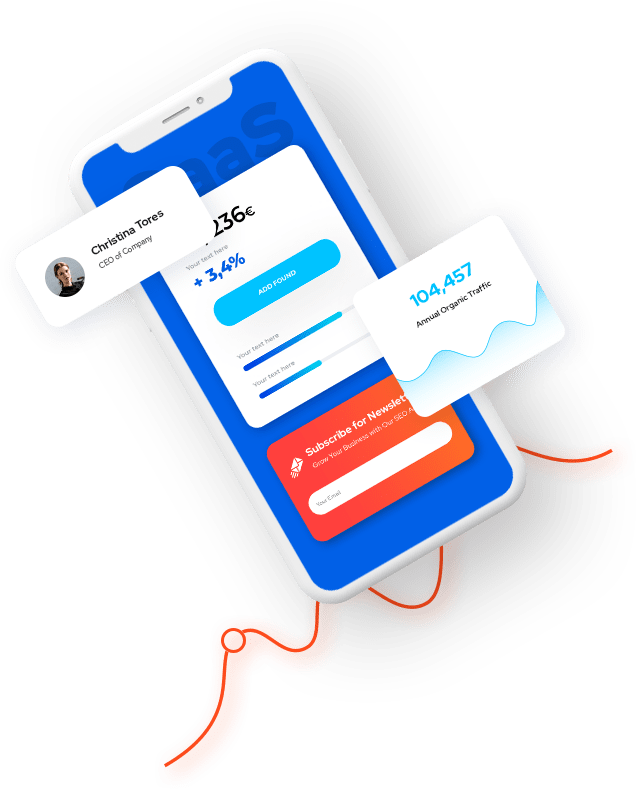 Christina Tores
CEO of Company
236€
Your text here
+ 3,4%
ADD FOUND
Your text here
Your text here
104,457
Annual Organic Traffic
Subscribe for
Grow Your Business with Our SEO
Your Email